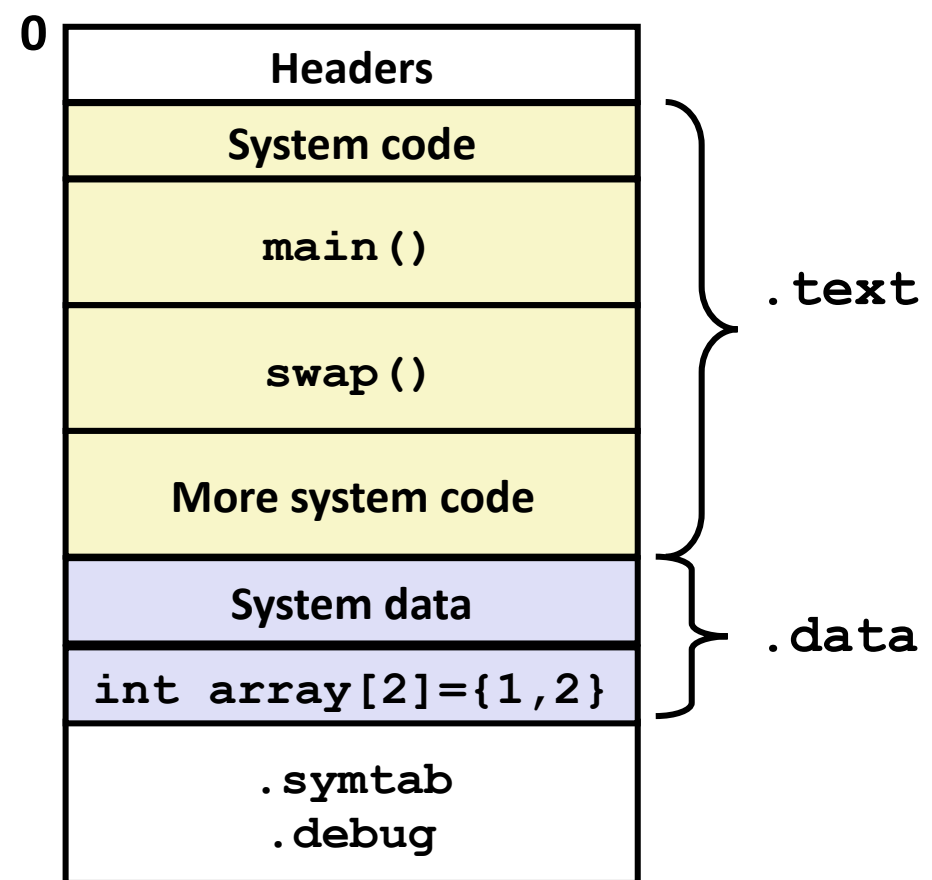 0
Headers
System code
main()
swap()
More system code
.text
System data
int array[2]={1,2}
.data
.symtab
.debug